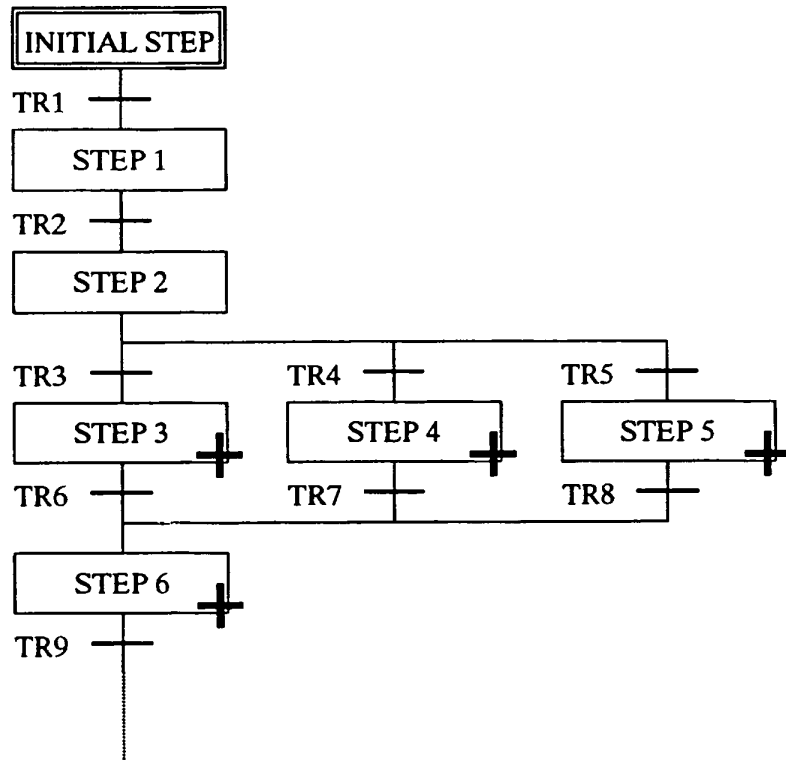 INITIAL STEP
TR1
STEP 1
TR2
STEP 2
TR3 TR4 TR5
STEP 3 STEP 4 STEP 5
TR6 TR7 TR8
STEP 6
TR9